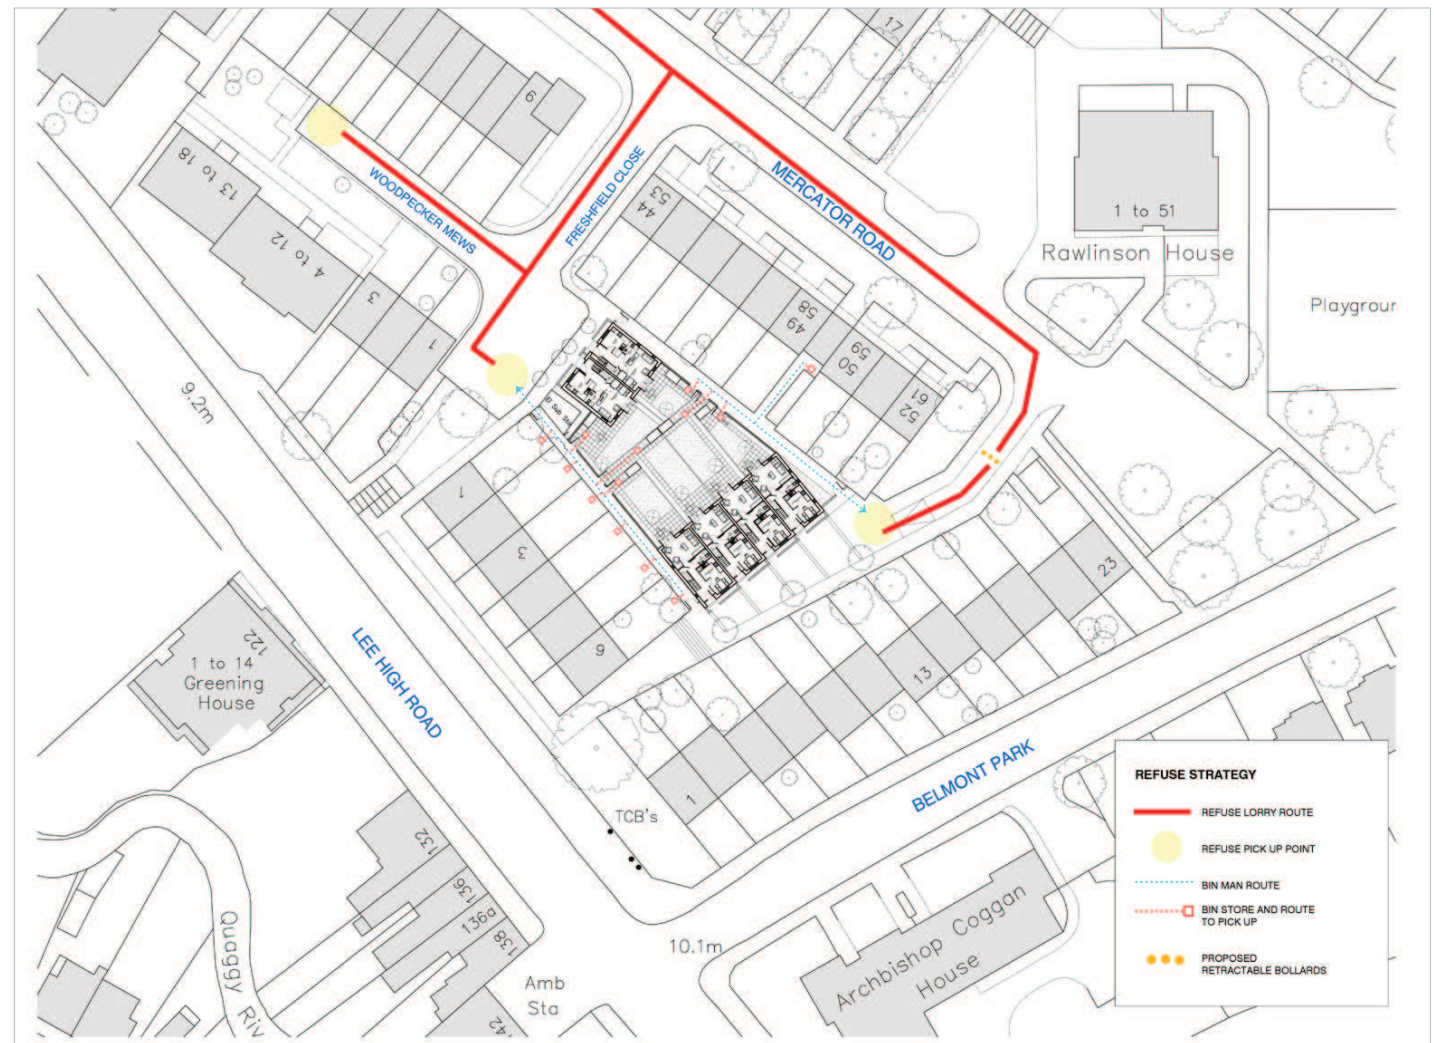 17
9
WOODPECKER MEWS
FRESHFIELD CLOSE
MERCATOR ROAD
13 to 18
4 to 12
3
1
53
44
58
49
59
50
61
52
1 to 51
Rawlinson House
Playgrour
9.2m
El Sub Sta
1
3
9
23
13
1
122
1 to 14
Greening
House
LEE HIGH ROAD
BELMONT PARK
TCB's
132
136
136a
138
142
10.1m
Amb
Sta
Quaggy Riv
Archbishop Coggan
House
REFUSE STRATEGY
REFUSE LORRY ROUTE
REFUSE PICK UP POINT
BIN MAN ROUTE
BIN STORE AND ROUTE
TO PICK UP
PROPOSED
RETRACTABLE BOLLARDS